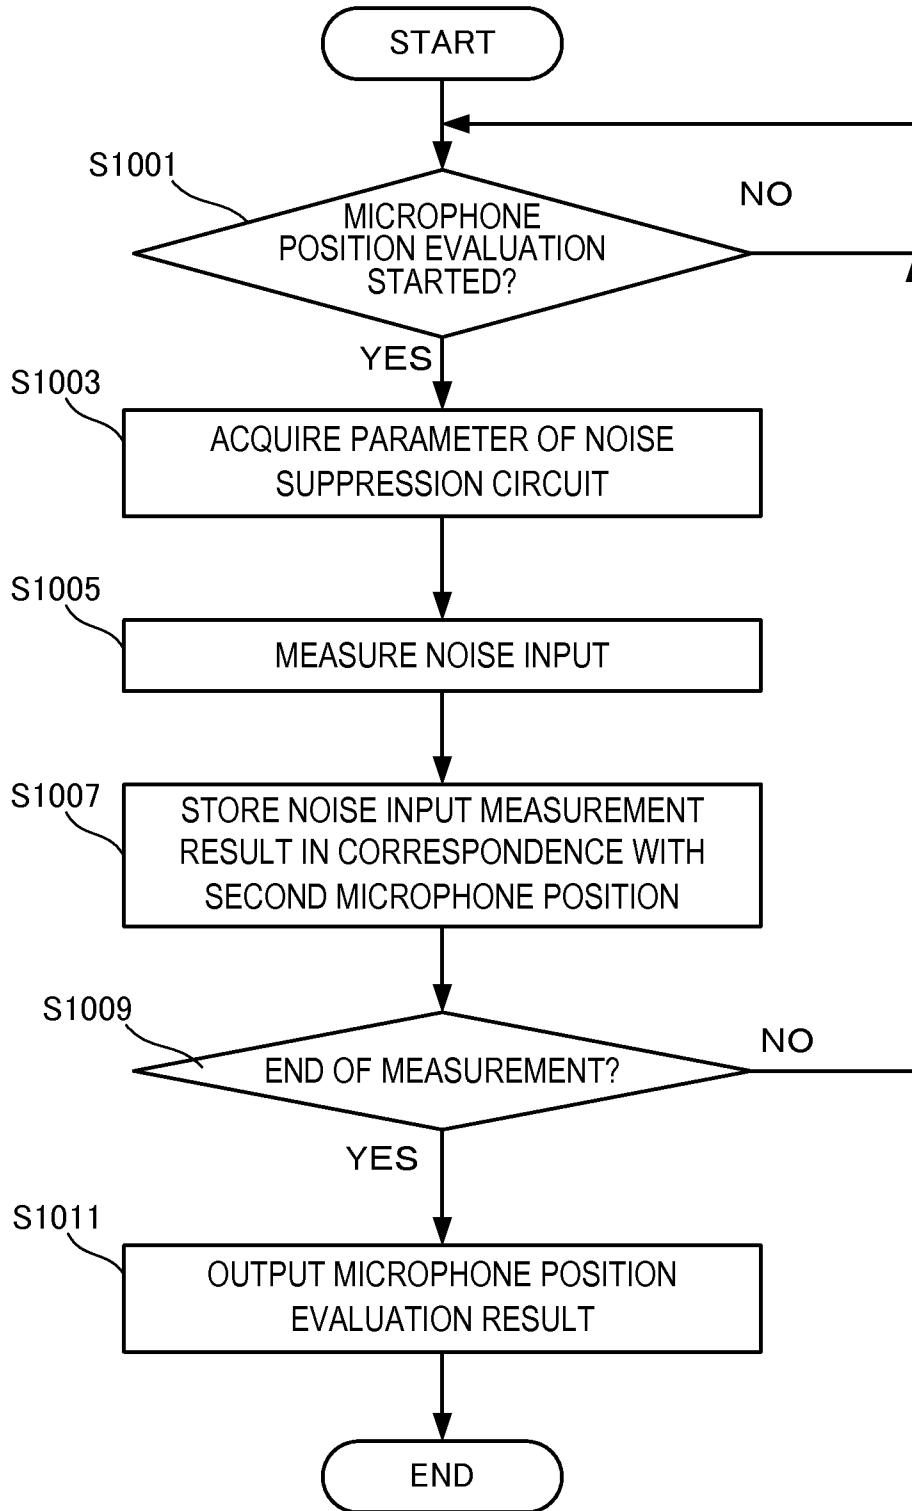 START
S1001
MICROPHONE
POSITION EVALUATION
STARTED?
NO
YES
S1003
ACQUIRE PARAMETER OF NOISE
SUPPRESSION CIRCUIT
S1005
MEASURE NOISE INPUT
S1007
STORE NOISE INPUT MEASUREMENT
RESULT IN CORRESPONDENCE WITH
SECOND MICROPHONE POSITION
S1009
END OF MEASUREMENT?
NO
YES
S1011
OUTPUT MICROPHONE POSITION
EVALUATION RESULT
END